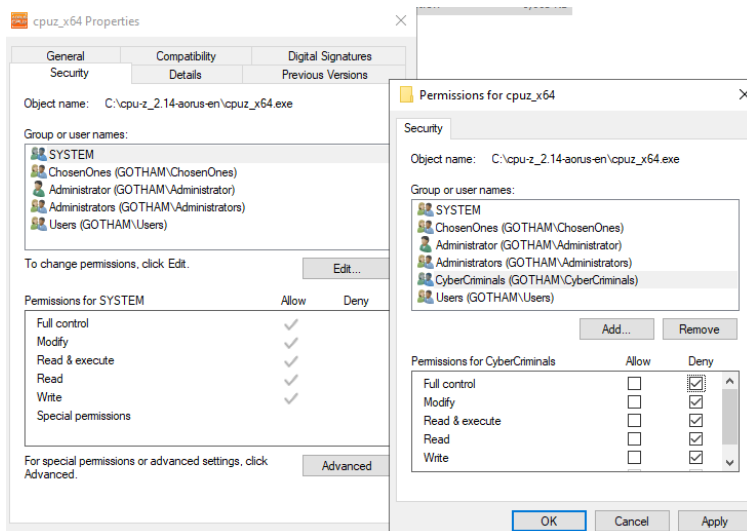 cpuz_x64 Properties
General Compatibility Digital Signatures
Security Details Previous Versions
Object name: C:\cpu-z_2.14-aorus-en\cpuz_x64.exe
Group or user names:
SYSTEM
ChosenOnes (GOTHAM\ChosenOnes)
Administrator (GOTHAM\Administrator)
Administrators (GOTHAM\Administrators)
Users (GOTHAM\Users)
To change permissions, click Edit.
Edit...
Permissions for SYSTEM Allow Deny
Full control
Modify
Read & execute
Read
Write
Special permissions
For special permissions or advanced settings, click
Advanced.
Advanced
Permissions for cpuz_x64
Security
Object name: C:\cpu-z_2.14-aorus-en\cpuz_x64.exe
Group or user names:
SYSTEM
ChosenOnes (GOTHAM\ChosenOnes)
Administrator (GOTHAM\Administrator)
Administrators (GOTHAM\Administrators)
CyberCriminals (GOTHAM\CyberCriminals)
Users (GOTHAM\Users)
Add... Remove
Permissions for CyberCriminals Allow Deny
Full control
Modify
Read & execute
Read
Write
OK Cancel Apply